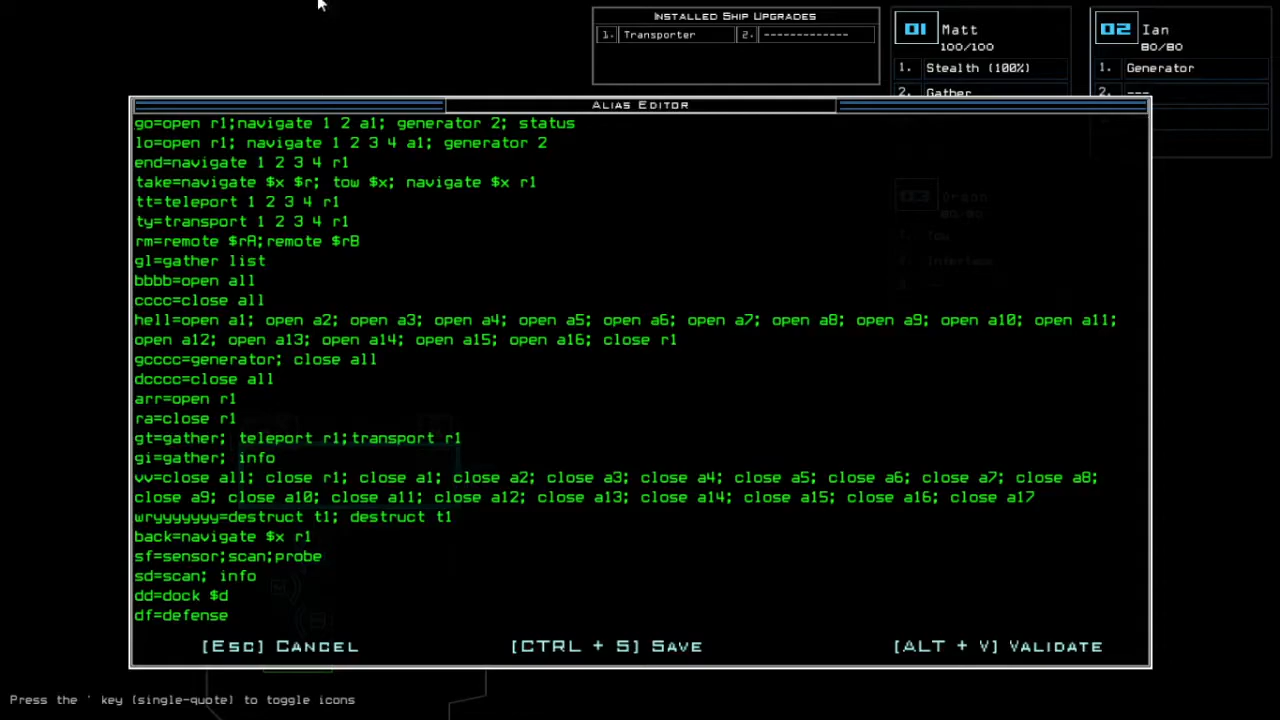 Installed Ship Upgrades
1. Transporter 2. -------------
01 Matt
100/100
1. Stealth (100%)
2. Gather
02 Ian
80/80
1. Generator
2. ---
Alias Editor
go=open r1;navigate 1 2 a1; generator 2; status
lo=open r1; navigate 1 2 3 4 a1; generator 2
end=navigate 1 2 3 4 r1
take=navigate $x $r; tow $x; navigate $x r1
tt=teleport 1 2 3 4 r1
ty=transport 1 2 3 4 r1
rm=remote $rA;remote $rB
gl=gather list
bbbb=open all
cccc=close all
hell=open a1; open a2; open a3; open a4; open a5; open a6; open a7; open a8; open a9; open a10; open a11;
open a12; open a13; open a14; open a15; open a16; close r1
gcccc=generator; close all
dcccc=close all
arr=open r1
ra=close r1
gt=gather; teleport r1;transport r1
gi=gather; info
vv=close all; close r1; close a1; close a2; close a3; close a4; close a5; close a6; close a7; close a8;
close a9; close a10; close a11; close a12; close a13; close a14; close a15; close a16; close a17
wryyyyyyy=destruct t1; destruct t1
back=navigate $x r1
sf=sensor;scan;probe
sd=scan; info
dd=dock $d
df=defense
[Esc] Cancel [CTRL + S] Save [ALT + V] Validate
Press the ' key (single-quote) to toggle icons